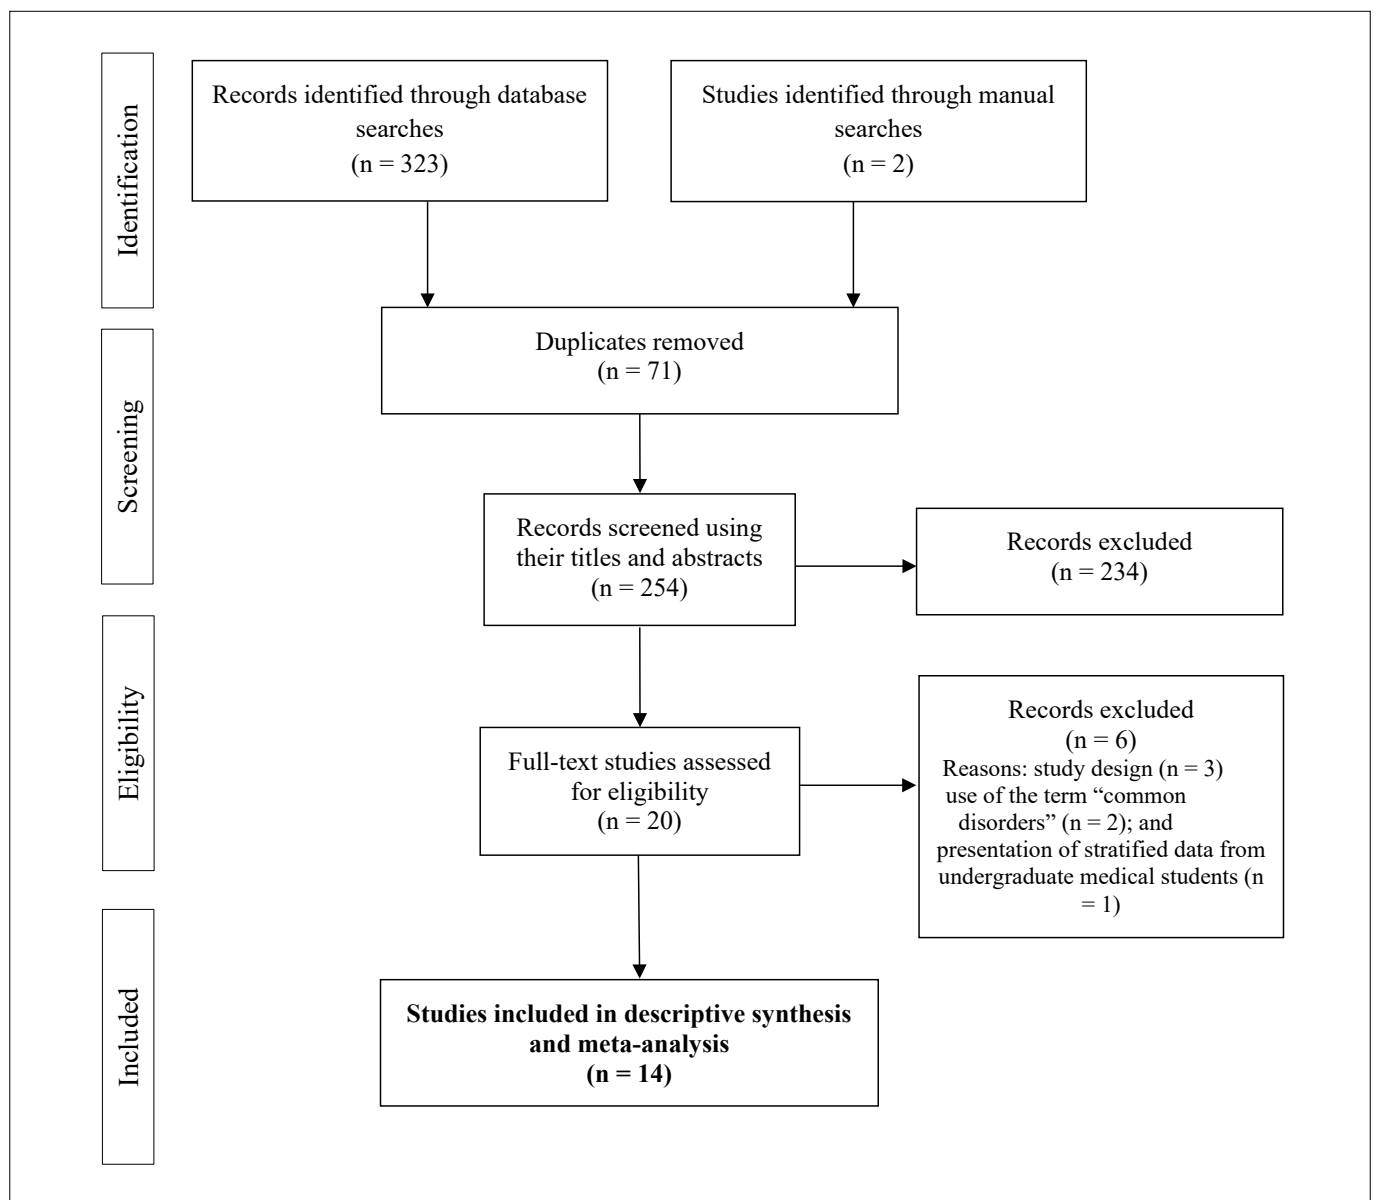 Identification
Records identified through database
searches
(n = 323)
Studies identified through manual
searches
(n = 2)
Duplicates removed
(n = 71)
Screening
Records screened using
their titles and abstracts
(n = 254)
Records excluded
(n = 234)
Eligibility
Full-text studies assessed
for eligibility
(n = 20)
Records excluded
(n = 6)
Reasons: study design (n = 3)
use of the term “common
disorders” (n = 2); and
presentation of stratified data from
undergraduate medical students (n
= 1)
Included
Studies included in descriptive synthesis
and meta-analysis
(n = 14)